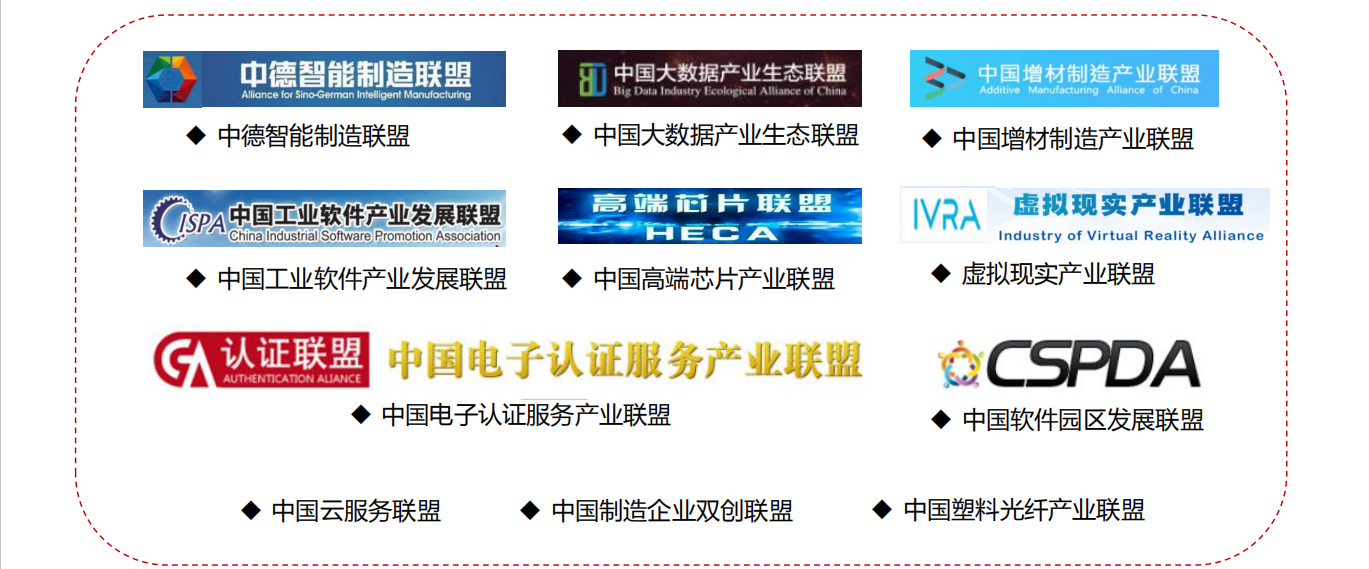 中德智能制造联盟
Alliance for Sino-German Intelligent Manufacturing
中国大数据产业生态联盟
Big Data Industry Ecological Alliance of China
中国增材制造产业联盟
Additive Manufacturing Alliance of China
◆ 中德智能制造联盟
◆ 中国大数据产业生态联盟
◆ 中国增材制造产业联盟
CISPA 中国工业软件产业发展联盟
China Industrial Software Promotion Association
高端芯片联盟
HECA
IVRA 虚拟现实产业联盟
Industry of Virtual Reality Alliance
◆ 中国工业软件产业发展联盟
◆ 中国高端芯片产业联盟
◆ 虚拟现实产业联盟
CA 认证联盟
AUTHENTICATION ALIANCE
中国电子认证服务产业联盟
CSPDA
◆ 中国电子认证服务产业联盟
◆ 中国软件园区发展联盟
◆ 中国云服务联盟
◆ 中国制造企业双创联盟
◆ 中国塑料光纤产业联盟